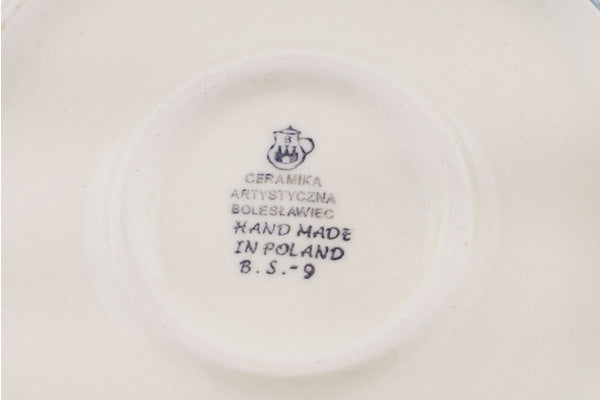 B
CERAMIKA
ARTYSTYCZNA
BOLESŁAWIEC
HAND MADE
IN POLAND
B.S.-9